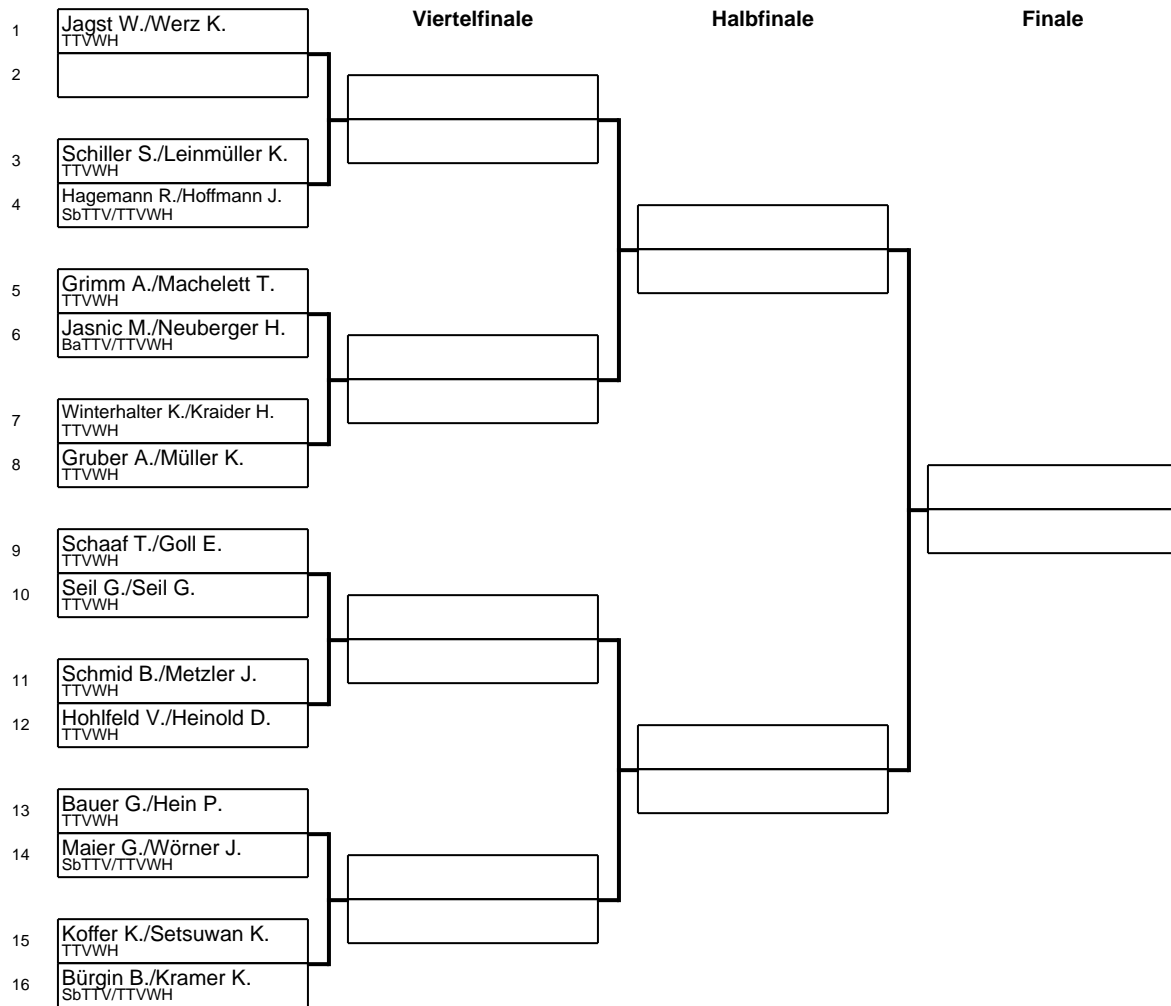 Viertelfinale Halbfinale Finale
1 Jagst W./Werz K.
TTVWH
2
3 Schiller S./Leinmüller K.
TTVWH
4 Hagemann R./Hoffmann J.
SbTTV/TTVWH
5 Grimm A./Machelett T.
TTVWH
6 Jasnic M./Neuberger H.
BaTTV/TTVWH
7 Winterhalter K./Kraider H.
TTVWH
8 Gruber A./Müller K.
TTVWH
9 Schaaf T./Goll E.
TTVWH
10 Seil G./Seil G.
TTVWH
11 Schmid B./Metzler J.
TTVWH
12 Hohlfeld V./Heinold D.
TTVWH
13 Bauer G./Hein P.
TTVWH
14 Maier G./Wörner J.
SbTTV/TTVWH
15 Koffer K./Setsuwan K.
TTVWH
16 Bürgin B./Kramer K.
SbTTV/TTVWH